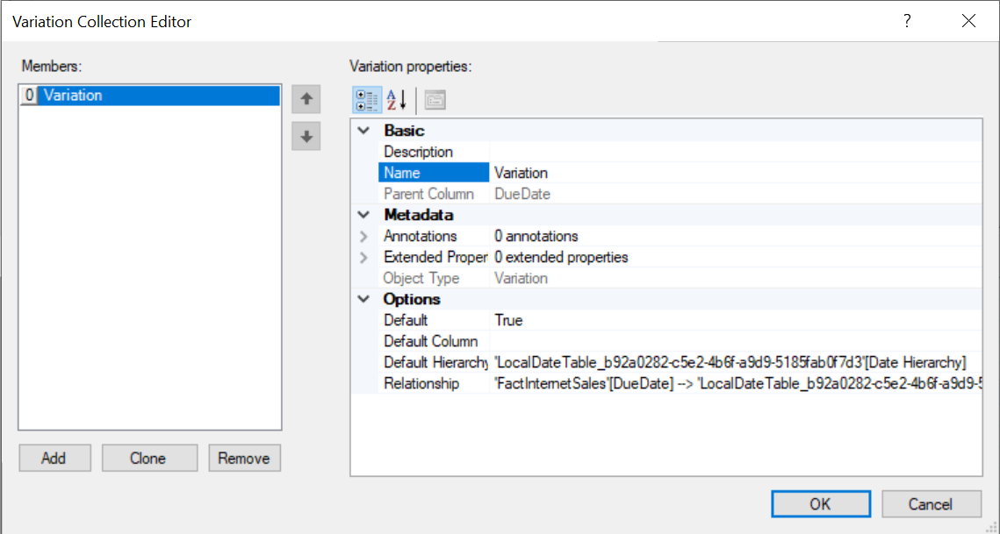 Variation Collection Editor
?
Members:
0 Variation
Add
Clone
Remove
Variation properties:
A
Z
Basic
Description
Name Variation
Parent Column DueDate
Metadata
Annotations 0 annotations
Extended Proper 0 extended properties
Object Type Variation
Options
Default True
Default Column
Default Hierarchy 'LocalDateTable_b92a0282-c5e2-4b6f-a9d9-5185fab0f7d3'[Date Hierarchy]
Relationship 'FactInternetSales'[DueDate] --> 'LocalDateTable_b92a0282-c5e2-4b6f-a9d9-5
OK
Cancel